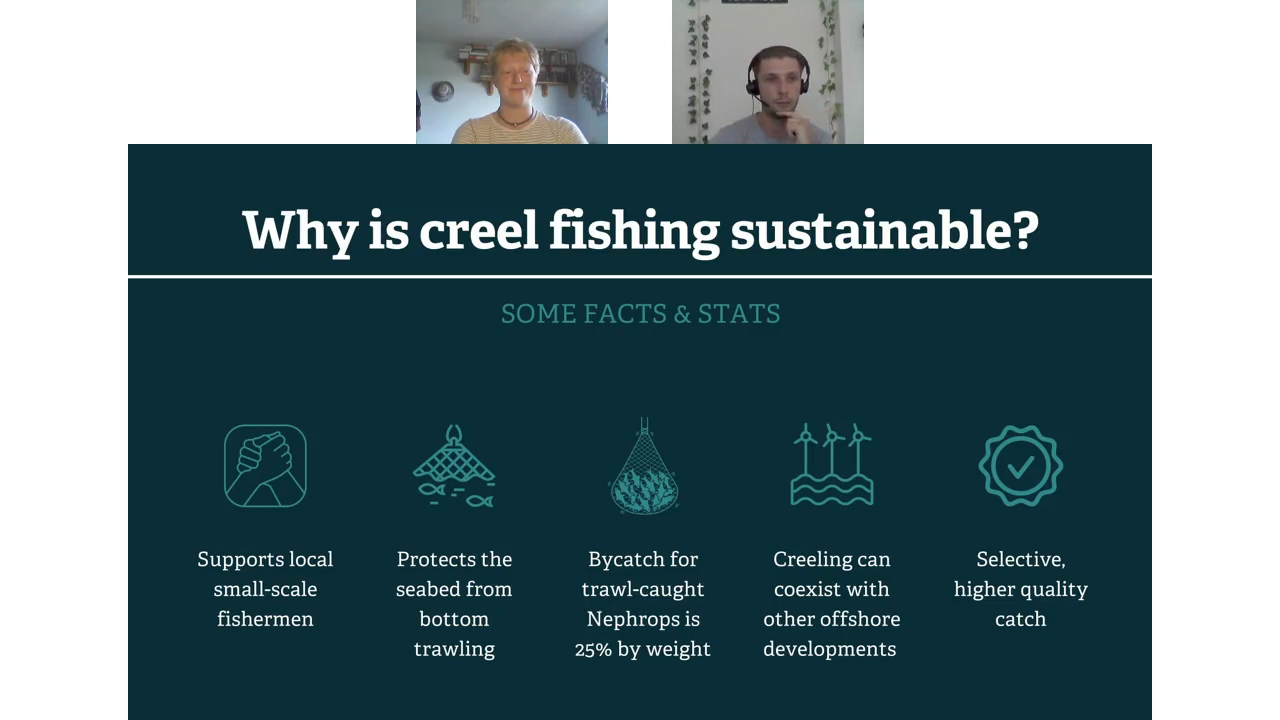 Why is creel fishing sustainable?
SOME FACTS & STATS
Supports local
small-scale
fishermen
Protects the
seabed from
bottom
trawling
Bycatch for
trawl-caught
Nephrops is
25% by weight
Creeling can
coexist with
other offshore
developments
Selective,
higher quality
catch